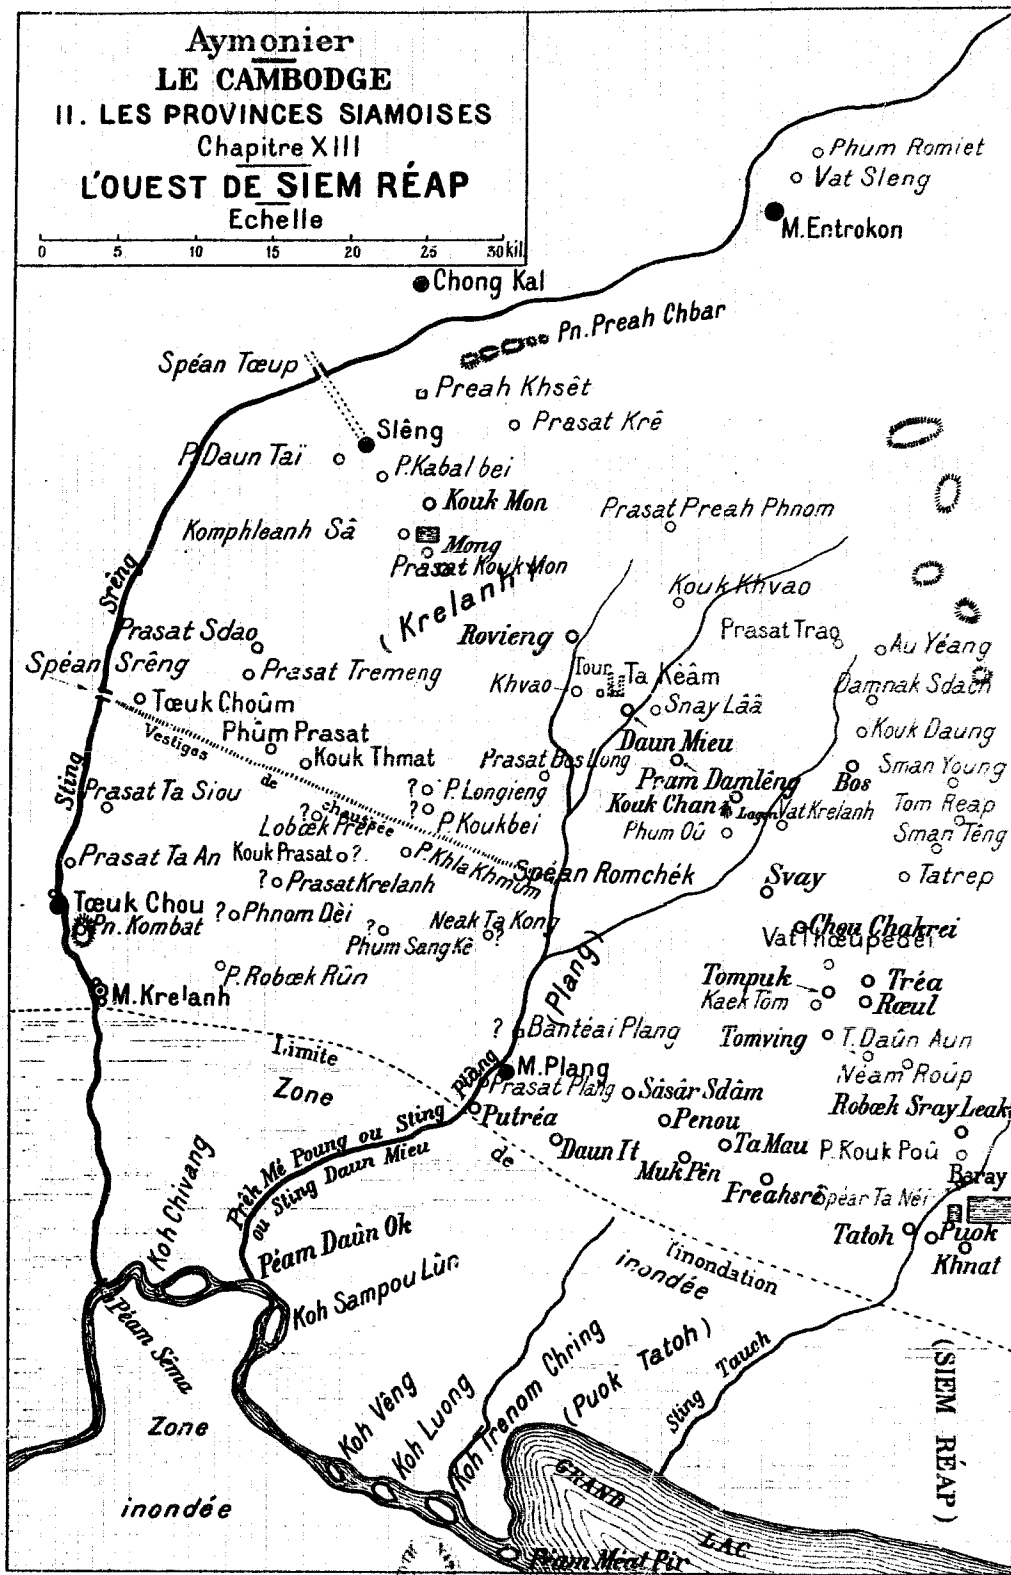 Aymonier
LE CAMBODGE
II. LES PROVINCES SIAMOISES
Chapitre XIII
L'OUEST DE SIEM RÉAP
Echelle
0 5 10 15 20 25 30 kil.
Phum Romiet
Vat Sleng
M. Entrokon
Chong Kal
Pn. Preah Chbar
Spéan Tœup
Preah Khsêt
Prasat Krê
Slêng
P. Daun Taï
P. Kabal bei
Kouk Mon
Prasat Preah Phnom
Komphleanh Sâ
Mong
Prasat Kouk Mon
(Krelanh)
Kouk Khvao
Srêng
Prasat Sdao
Rovieng
Prasat Trao
Au Yéang
Spéan Srêng
Prasat Tremeng
Tour Ta Kèâm
Khvao
Snay Lââ
Damnak Sdach
Tœuk Choûm
Vestiges de chaussée
Phûm Prasat
Kouk Thmat
Daun Mieu
Kouk Daung
Prasat Bos Long
Pram Damlêng
Bos
Sman Young
Sting
Prasat Ta Siou
? P. Longieng
Kouk Chan
Vat Krelanh
Tom Reap
? Lobœk Prepée
? P. Koukbei
Phum Oû
Sman Têng
Prasat Ta An
Kouk Prasat ?
P. Khla Khmum
Spéan Romchék
Tatrep
? Prasat Krelanh
Svay
Tœuk Chou
Pn. Kombat
? Phnom Dèi
Neak Ta Kong ?
? Phum Sang Kê
Chou Chakrei
Vat Thœupedei
P. Robœk Rûn
M. Krelanh
(Plang)
Tompuk
Tréa
Kaek Tom
Rœul
Limite
? Bantéai Plang
Tomving
T. Daûn Aun
Zone
M. Plang
Prasat Plang
Plang
Néam Roup
Sâsár Sdâm
Putréa
Penou
Robœk Sray Leak
Prêk Mé Poung ou Sting
ou Sting Daun Mieu
de
Daun It
Ta Mau
P. Kouk Poû
Muk Pên
Freahsrê
Baray
Spéar Ta Néi
Koh Chivang
Tatoh
Puok
Khnat
Péam Daûn Ok
l'inondation
inondée
Koh Sampou Lûn
Péam Sêma
(Puok Tatoh)
Sting Tauch
(SIEM RÉAP)
Koh Vêng
Koh Luong
Koh Trenom Chring
Zone
inondée
GRAND
LAC
Péam Méat Pir